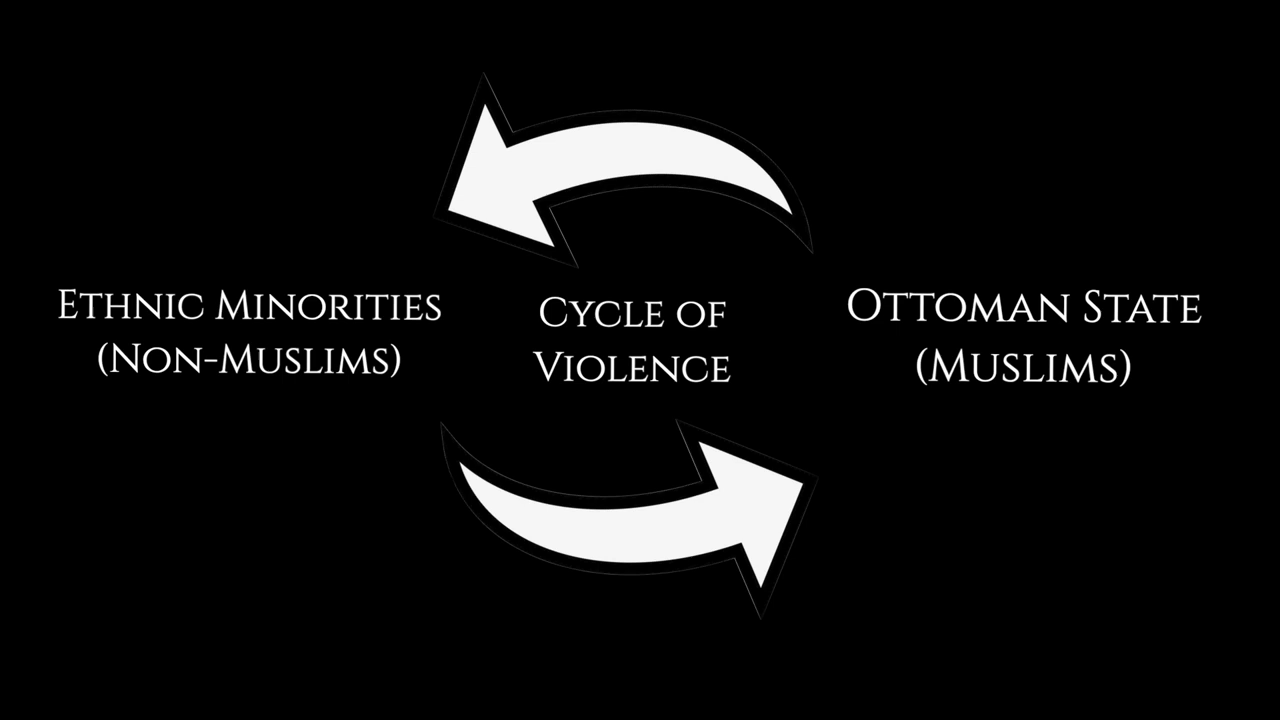 Ethnic Minorities
(Non-Muslims)
Cycle of
Violence
Ottoman State
(Muslims)